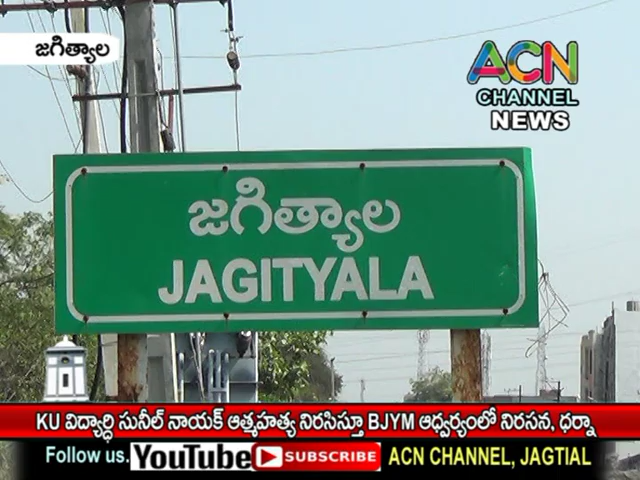 జగిత్యాల
ACN
CHANNEL
NEWS
జగిత్యాల
JAGITYALA
KU విద్యార్ధి సునీల్ నాయక్ ఆత్మహత్య నిరసిస్తూ BJYM ఆధ్వర్యంలో నిరసన, ధర్నా
Follow us. YouTube SUBSCRIBE ACN CHANNEL, JAGTIAL